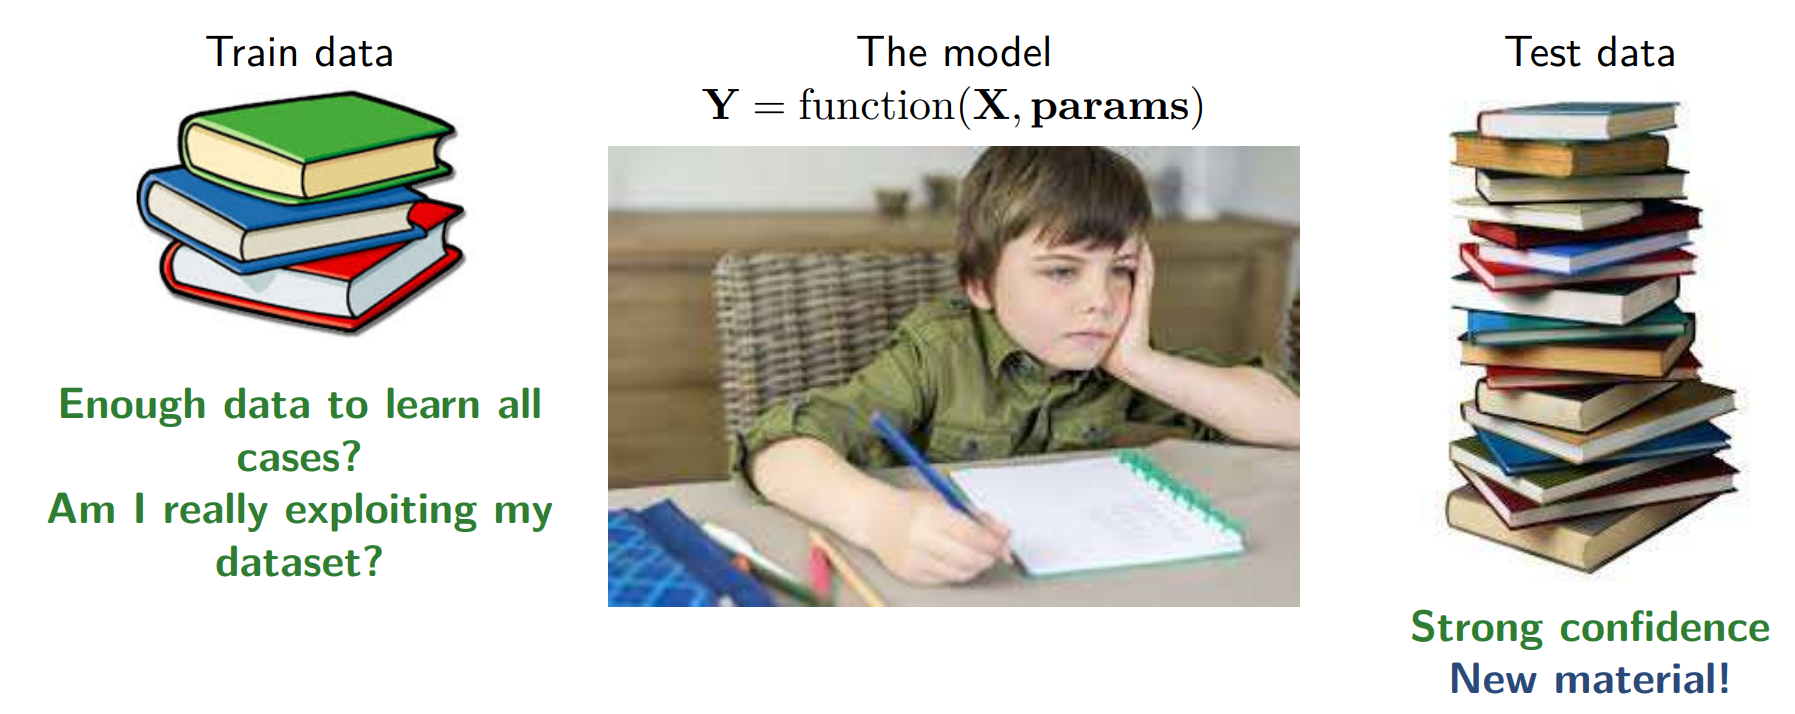 Train data
Enough data to learn all
cases?
Am I really exploiting my
dataset?
The model
Y = function(X, params)
Test data
Strong confidence
New material!